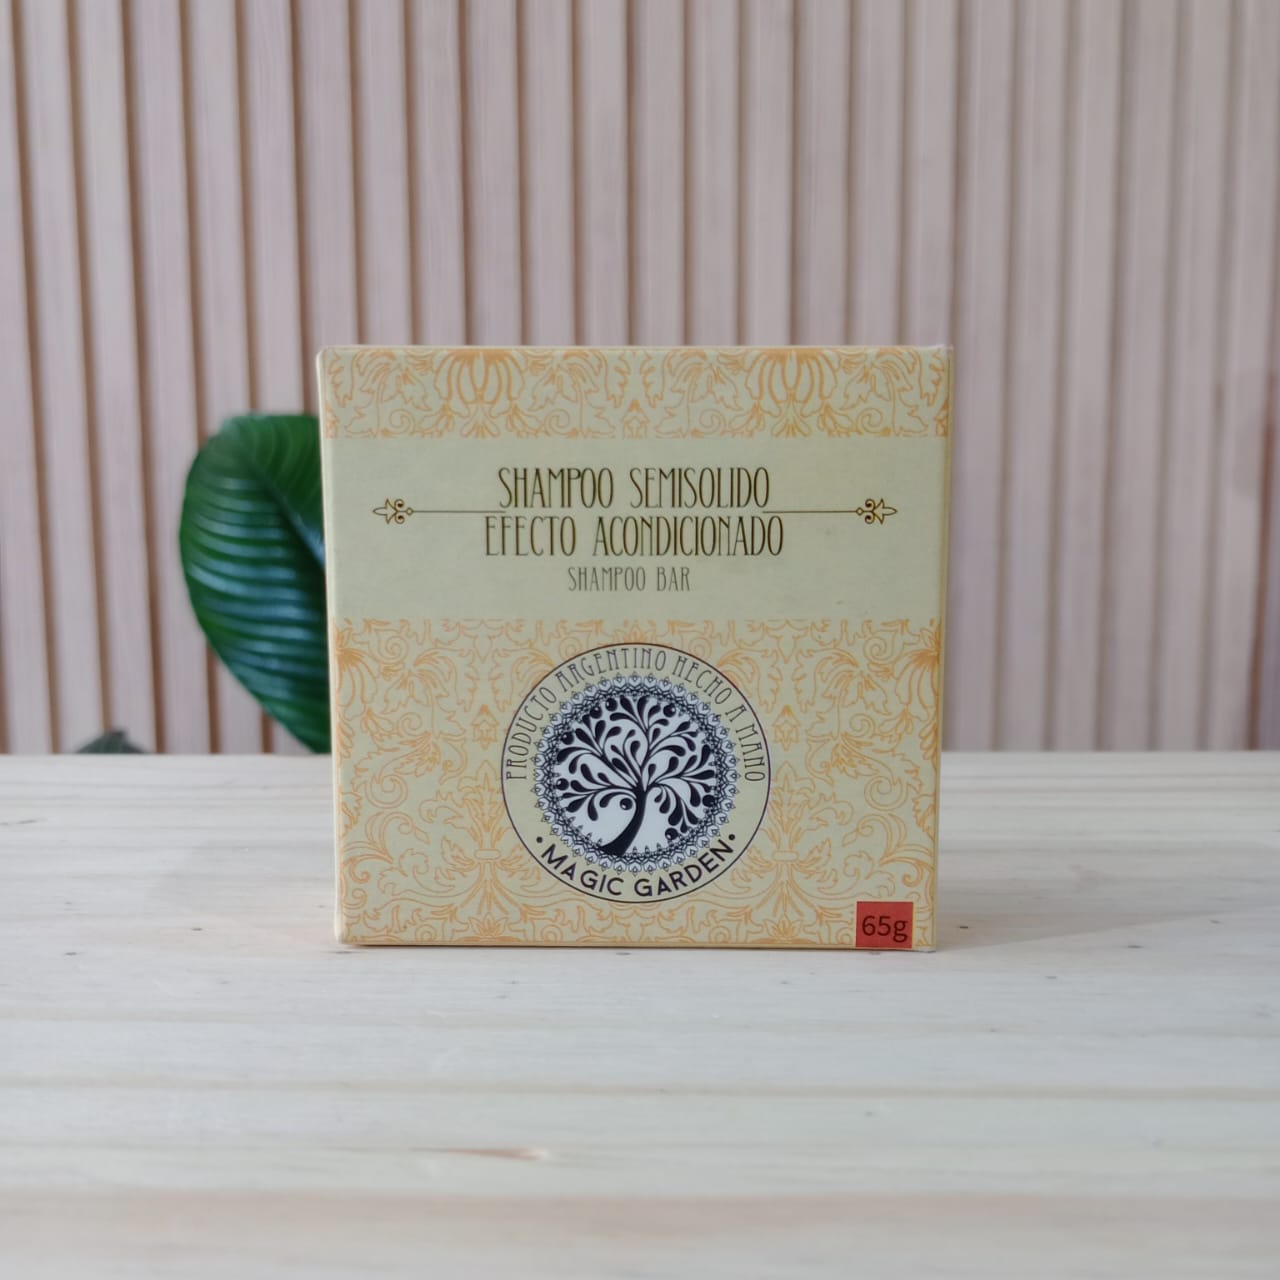 SHAMPOO SEMISOLIDO
EFECTO ACONDICIONADO
SHAMPOO BAR
PRODUCTO ARGENTINO HECHO A MANO
• MAGIC GARDEN •
65g